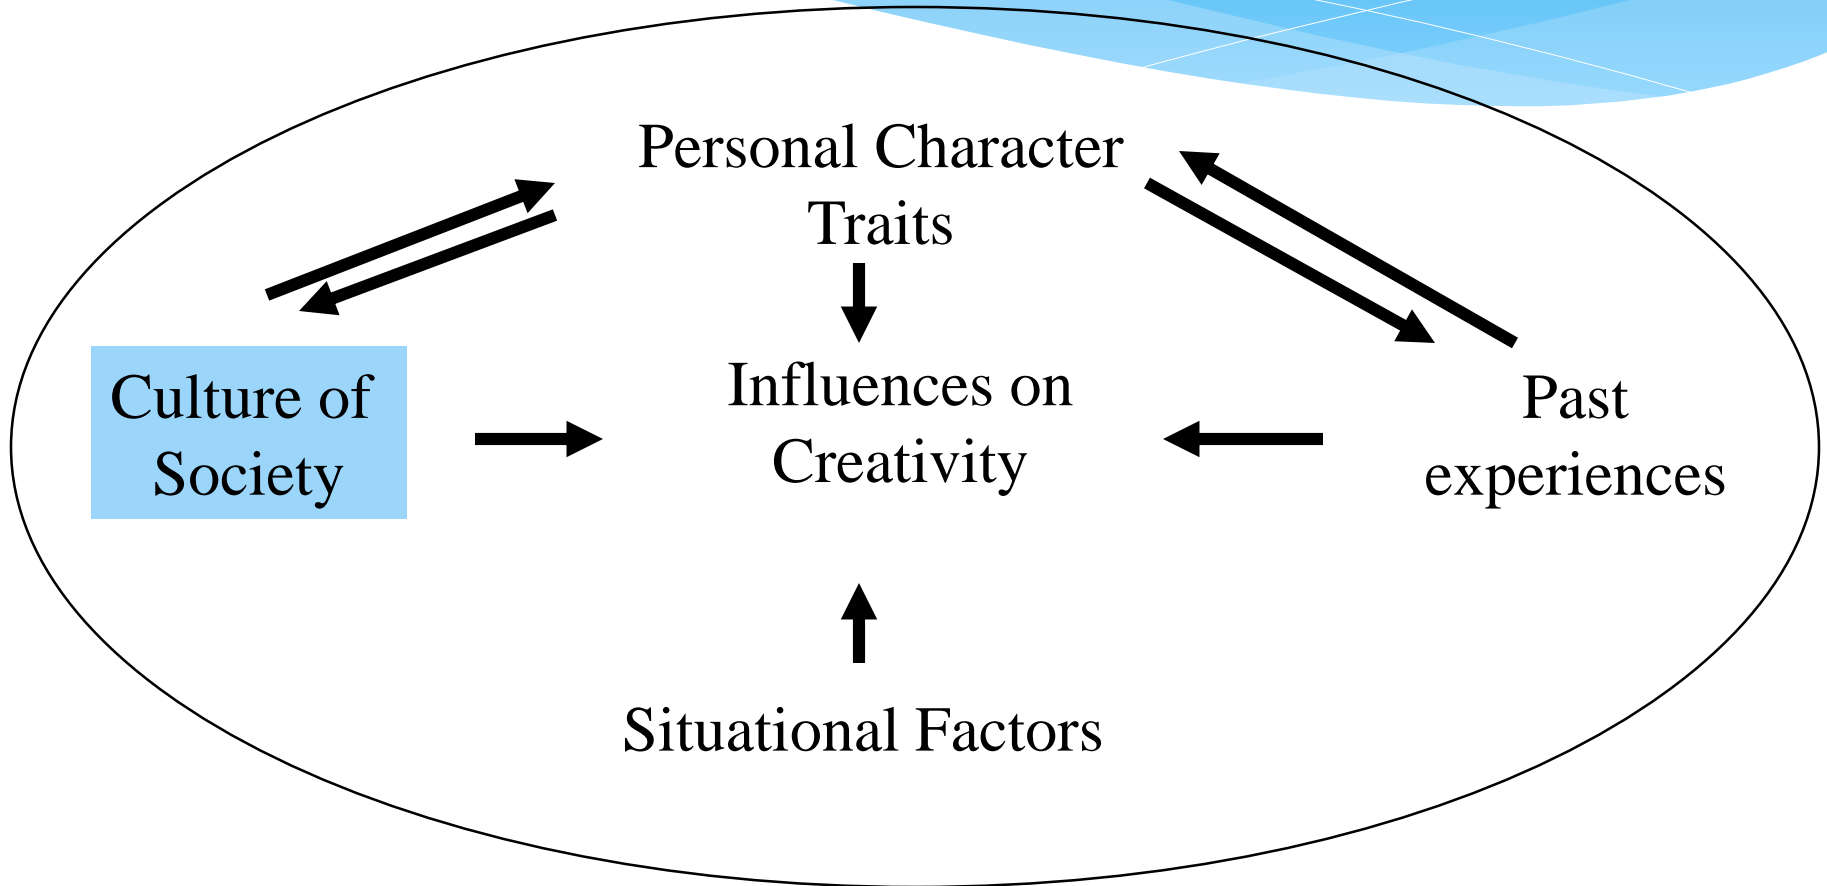 Personal Character
Traits
Influences on
Creativity
Culture of
Society
Past
experiences
Situational Factors